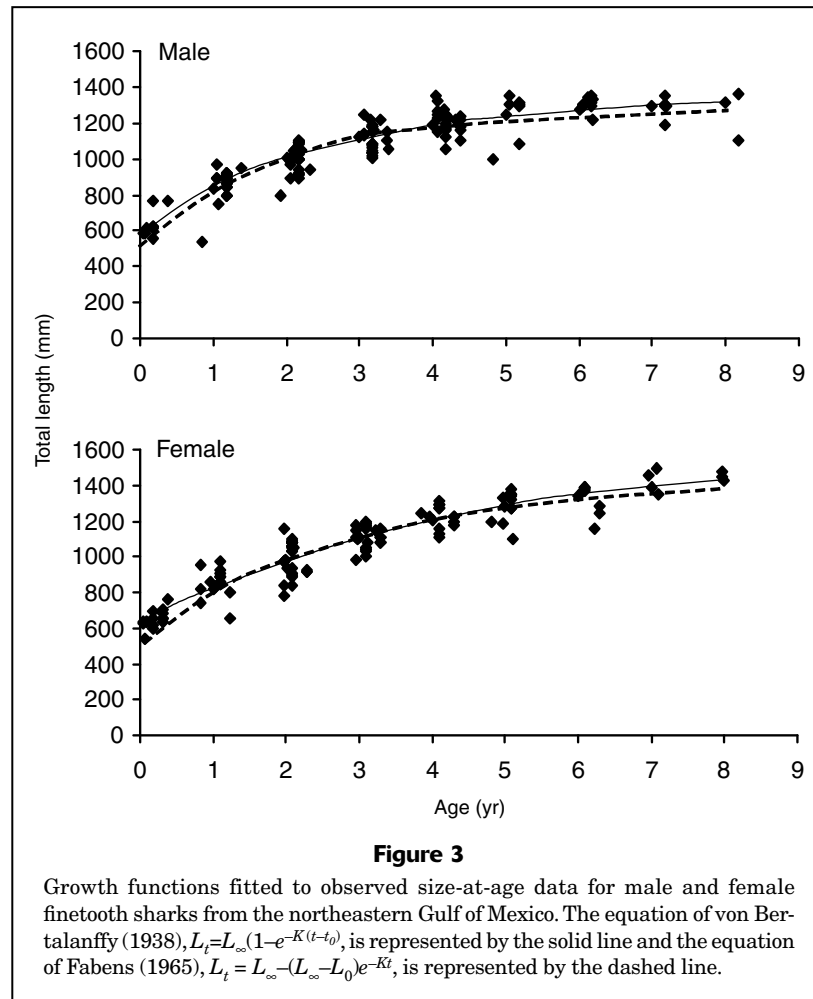 Male
1600
1400
1200
1000
800
600
400
200
0
0 1 2 3 4 5 6 7 8 9
Total length (mm)
Female
1600
1400
1200
1000
800
600
400
200
0
0 1 2 3 4 5 6 7 8 9
Age (yr)
Figure 3
Growth functions fitted to observed size-at-age data for male and female
finetooth sharks from the northeastern Gulf of Mexico. The equation of von Ber-
talanffy (1938), L_t=L_∞(1–e^{–K(t–t_0)}, is represented by the solid line and the equation
of Fabens (1965), L_t = L_∞–(L_∞–L_0)e^{–Kt}, is represented by the dashed line.